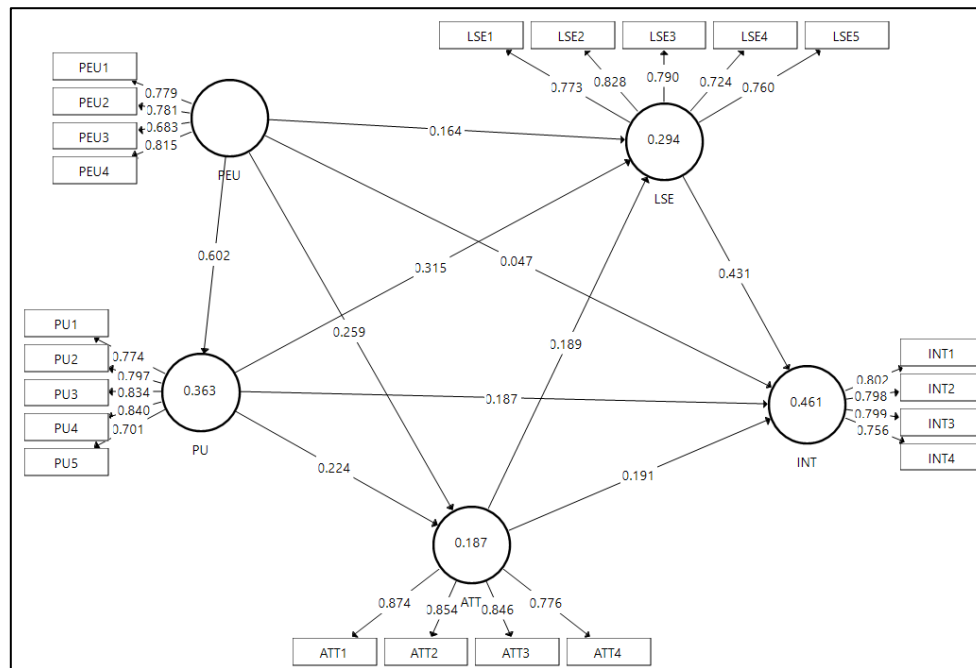 LSE1
LSE2
LSE3
LSE4
LSE5
0.773
0.828
0.790
0.724
0.760
PEU1
PEU2
PEU3
PEU4
0.779
0.781
0.683
0.815
PEU
0.164
0.294
LSE
0.602
0.315
0.047
0.431
0.259
0.189
PU1
PU2
PU3
PU4
PU5
0.774
0.797
0.834
0.840
0.701
0.363
PU
0.187
0.224
0.191
0.461
INT
0.802
0.798
0.799
0.756
INT1
INT2
INT3
INT4
0.187
ATT
0.874
0.854
0.846
0.776
ATT1
ATT2
ATT3
ATT4